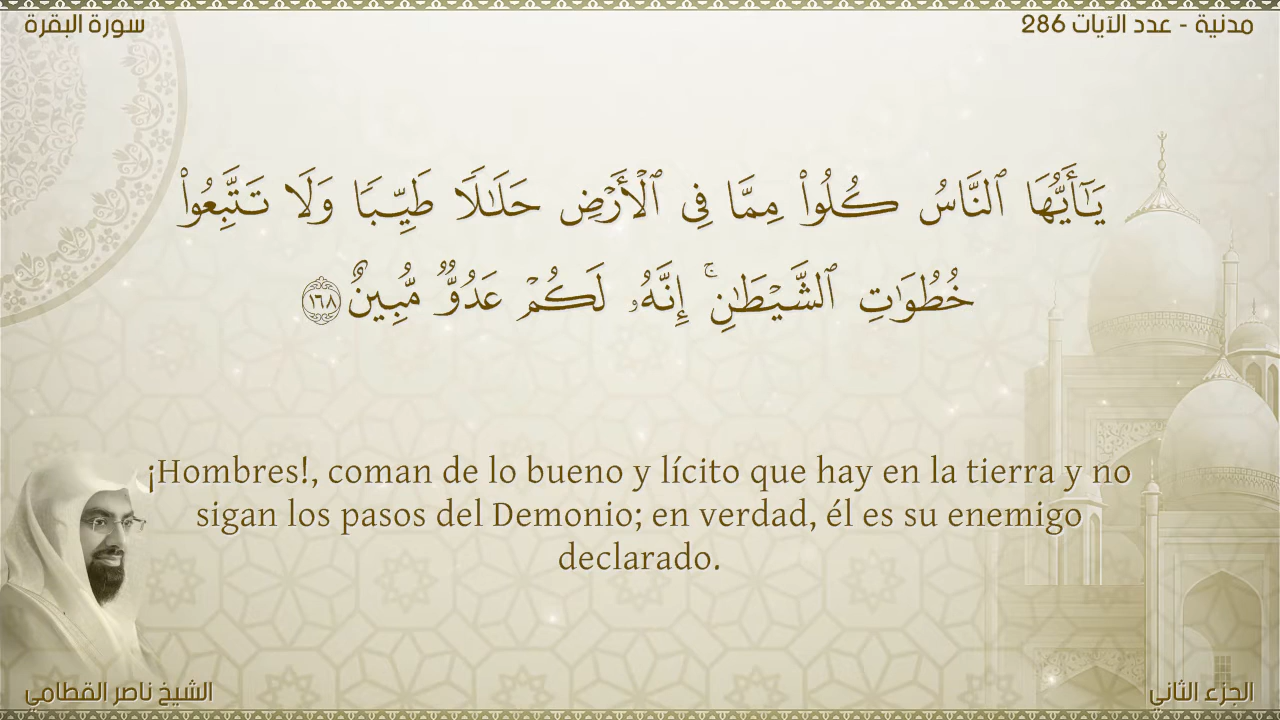 سورة البقرة
مدنية - عدد الآيات 286
يَـٰٓأَيُّهَا ٱلنَّاسُ كُلُوا۟ مِمَّا فِى ٱلْأَرْضِ حَلَـٰلًا طَيِّبًا وَلَا تَتَّبِعُوا۟
خُطُوَٰتِ ٱلشَّيْطَـٰنِ ۚ إِنَّهُۥ لَكُمْ عَدُوٌّ مُّبِينٌ ١٦٨
¡Hombres!, coman de lo bueno y lícito que hay en la tierra y no
sigan los pasos del Demonio; en verdad, él es su enemigo
declarado.
الشيخ ناصر القطامي
الجزء الثاني